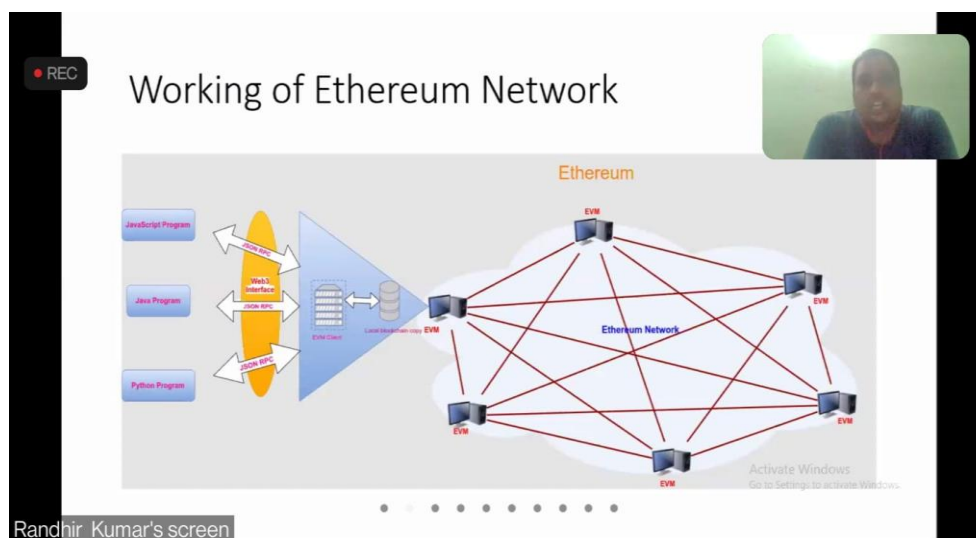 REC
Working of Ethereum Network
Ethereum
JavaScript Program
Java Program
Python Program
JSON RPC
Web3
Interface
JSON RPC
JSON RPC
EVM Client
Local blockchain copy
EVM
EVM
EVM
Ethereum Network
EVM
EVM
EVM
Activate Windows
Go to Settings to activate Windows.
Randhir Kumar's screen